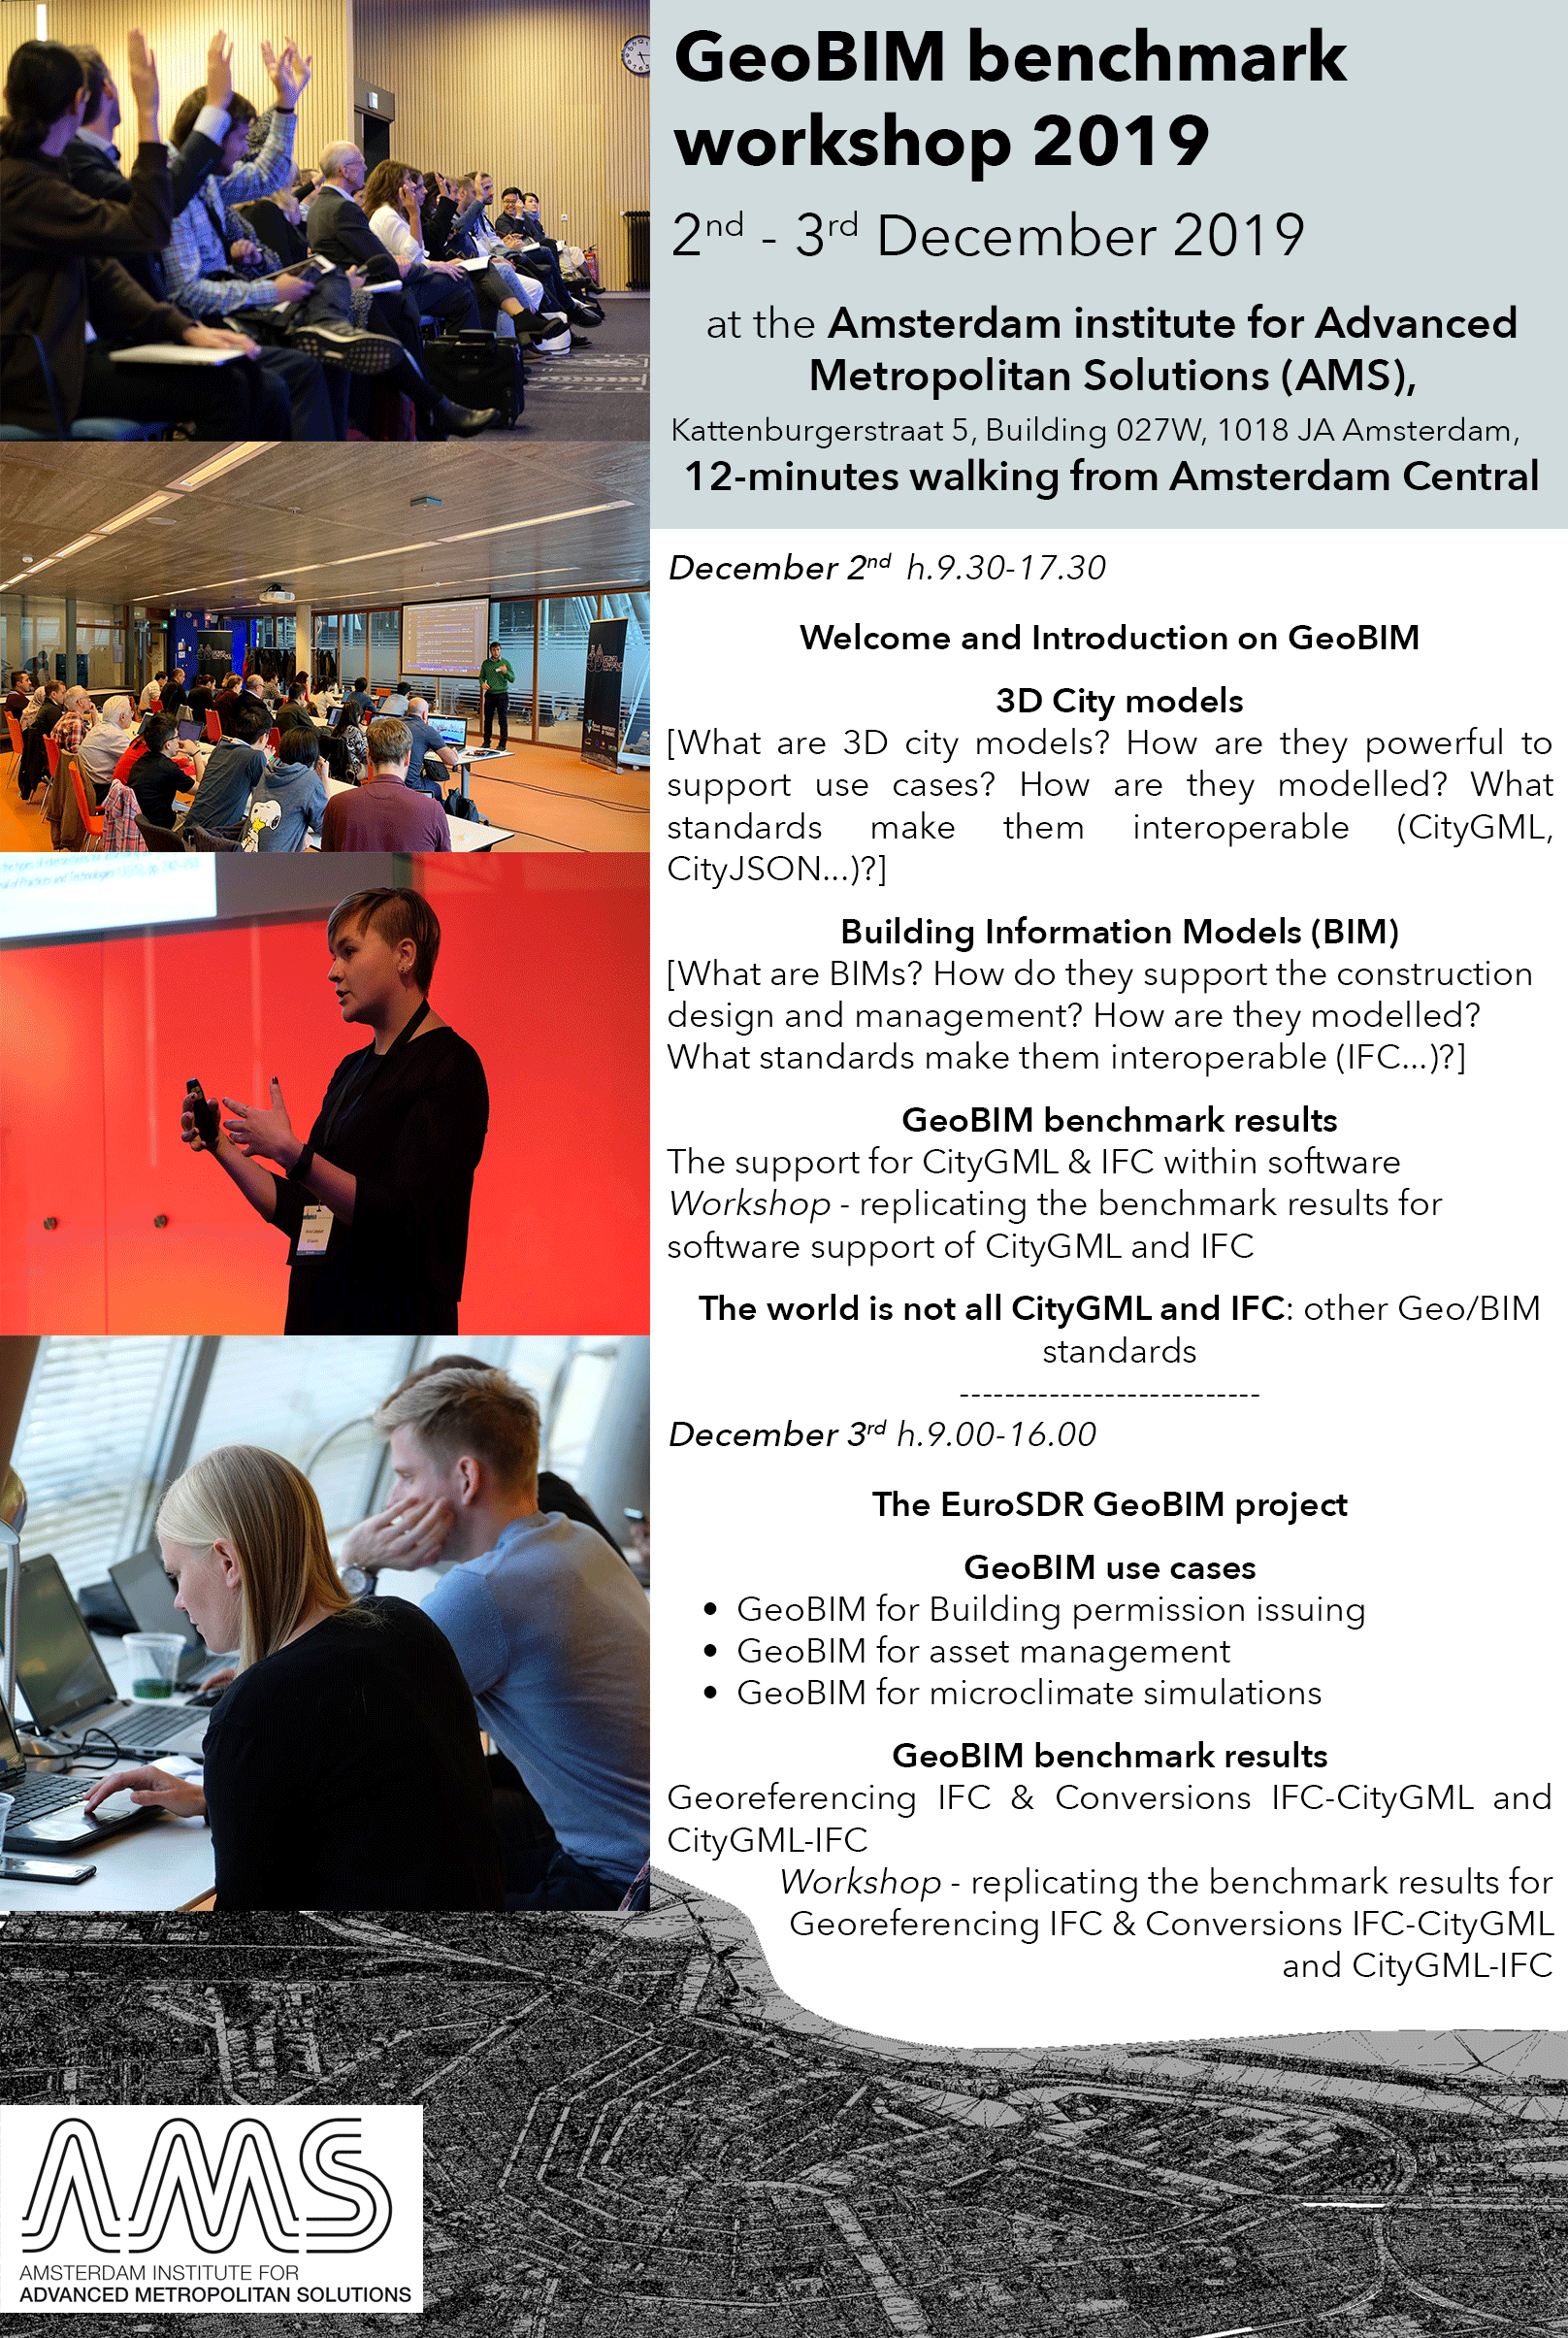 GeoBIM benchmark
workshop 2019
2nd - 3rd December 2019
at the Amsterdam institute for Advanced
Metropolitan Solutions (AMS),
Kattenburgerstraat 5, Building 027W, 1018 JA Amsterdam,
12-minutes walking from Amsterdam Central
December 2nd h.9.30-17.30
Welcome and Introduction on GeoBIM
3D City models
[What are 3D city models? How are they powerful to
support use cases? How are they modelled? What
standards make them interoperable (CityGML,
CityJSON...)?]
Building Information Models (BIM)
[What are BIMs? How do they support the construction
design and management? How are they modelled?
What standards make them interoperable (IFC...)?]
GeoBIM benchmark results
The support for CityGML & IFC within software
Workshop - replicating the benchmark results for
software support of CityGML and IFC
The world is not all CityGML and IFC: other Geo/BIM
standards
---------------------------
December 3rd h.9.00-16.00
The EuroSDR GeoBIM project
GeoBIM use cases
• GeoBIM for Building permission issuing
• GeoBIM for asset management
• GeoBIM for microclimate simulations
GeoBIM benchmark results
Georeferencing IFC & Conversions IFC-CityGML and
CityGML-IFC
Workshop - replicating the benchmark results for
Georeferencing IFC & Conversions IFC-CityGML
and CityGML-IFC
AMS
AMSTERDAM INSTITUTE FOR
ADVANCED METROPOLITAN SOLUTIONS